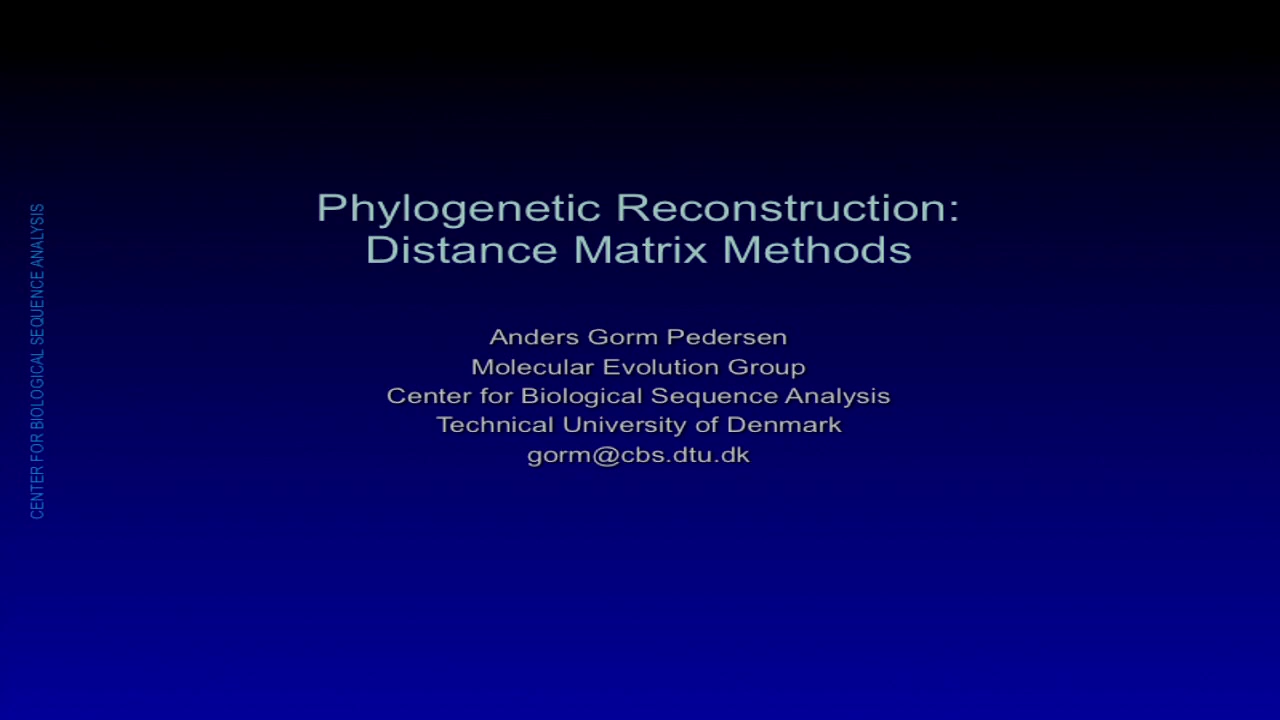 Phylogenetic Reconstruction:
Distance Matrix Methods
Anders Gorm Pedersen
Molecular Evolution Group
Center for Biological Sequence Analysis
Technical University of Denmark
gorm@cbs.dtu.dk
CENTER FOR BIOLOGICAL SEQUENCE ANALYSIS